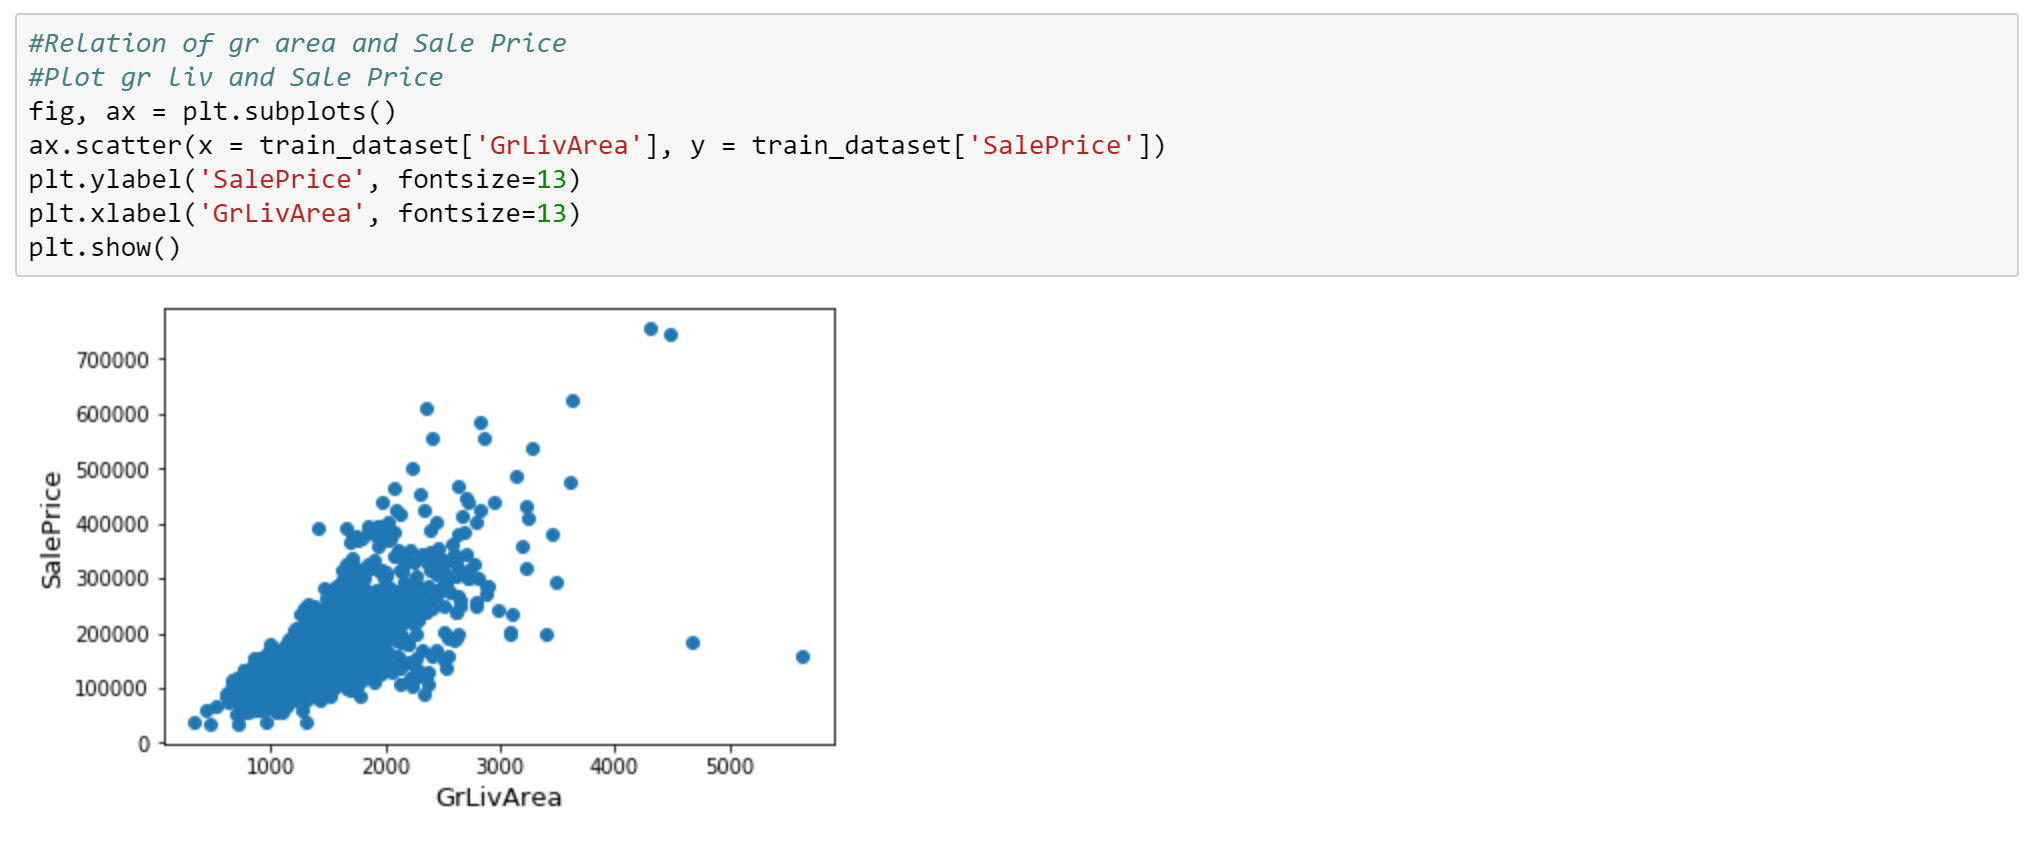 #Relation of gr area and Sale Price
#Plot gr liv and Sale Price
fig, ax = plt.subplots()
ax.scatter(x = train_dataset['GrLivArea'], y = train_dataset['SalePrice'])
plt.ylabel('SalePrice', fontsize=13)
plt.xlabel('GrLivArea', fontsize=13)
plt.show()
700000
600000
500000
400000
300000
200000
100000
0
SalePrice
1000 2000 3000 4000 5000
GrLivArea